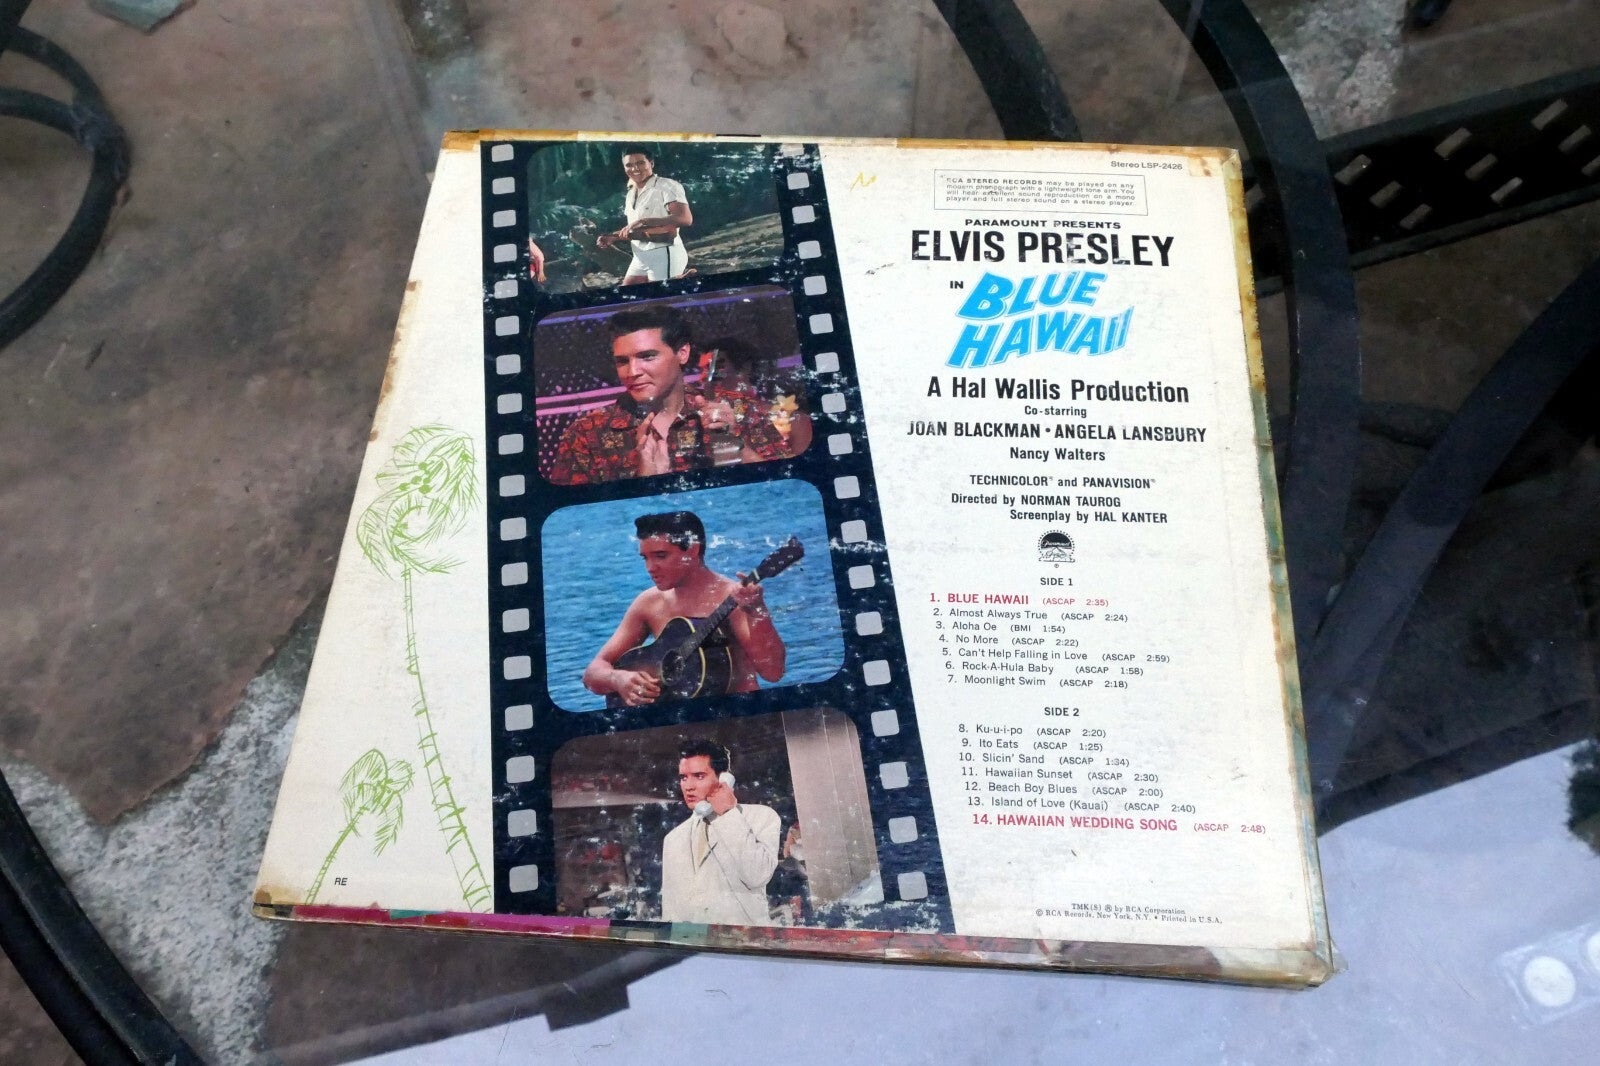 Stereo LSP-2426
RCA STEREO RECORDS may be played on any
modern phonograph with a lightweight tone arm. You
will hear excellent sound reproduction on a mono
player and full stereo sound on a stereo player.
PARAMOUNT PRESENTS
ELVIS PRESLEY
IN BLUE
HAWAII
A Hal Wallis Production
Co-starring
JOAN BLACKMAN • ANGELA LANSBURY
Nancy Walters
TECHNICOLOR® and PANAVISION®
Directed by NORMAN TAUROG
Screenplay by HAL KANTER
Paramount
SIDE 1
1. BLUE HAWAII (ASCAP 2:35)
2. Almost Always True (ASCAP 2:24)
3. Aloha Oe (BMI 1:54)
4. No More (ASCAP 2:22)
5. Can't Help Falling in Love (ASCAP 2:59)
6. Rock-A-Hula Baby (ASCAP 1:58)
7. Moonlight Swim (ASCAP 2:18)
SIDE 2
8. Ku-u-i-po (ASCAP 2:20)
9. Ito Eats (ASCAP 1:25)
10. Slicin' Sand (ASCAP 1:34)
11. Hawaiian Sunset (ASCAP 2:30)
12. Beach Boy Blues (ASCAP 2:00)
13. Island of Love (Kauai) (ASCAP 2:40)
14. HAWAIIAN WEDDING SONG (ASCAP 2:48)
RE
TMK(S) ® by RCA Corporation
© RCA Records, New York, N.Y. • Printed in U.S.A.